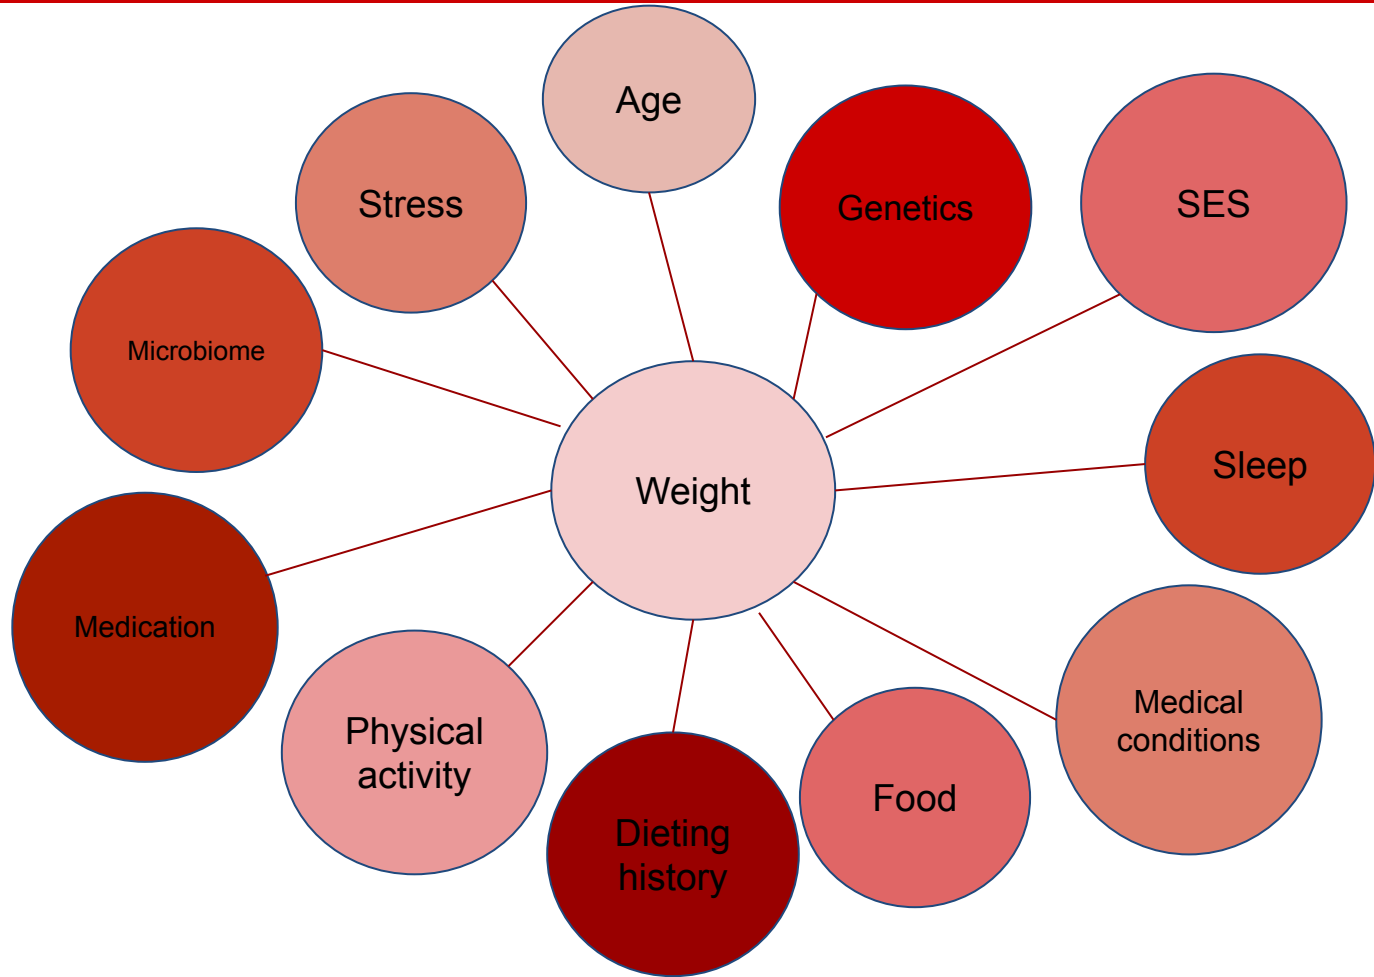 Age
Stress
Genetics
SES
Microbiome
Sleep
Weight
Medication
Medical
conditions
Physical
activity
Food
Dieting
history